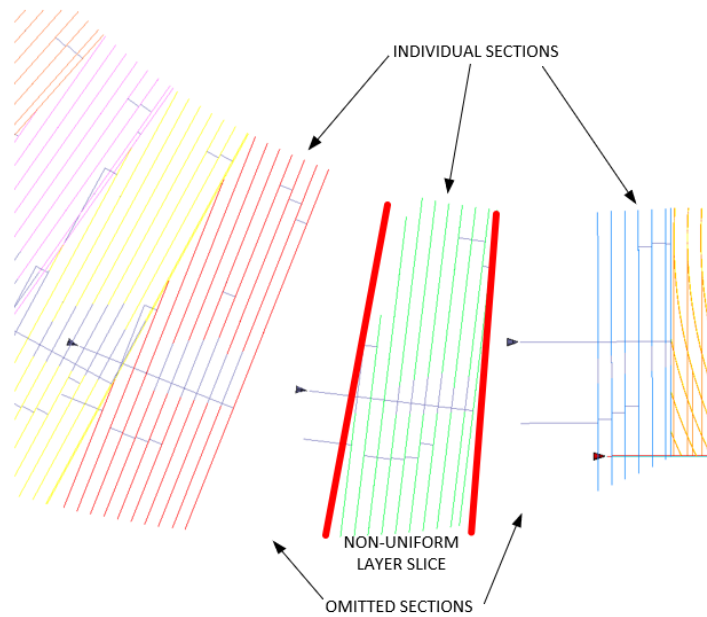 INDIVIDUAL SECTIONS
NON-UNIFORM
LAYER SLICE
OMITTED SECTIONS